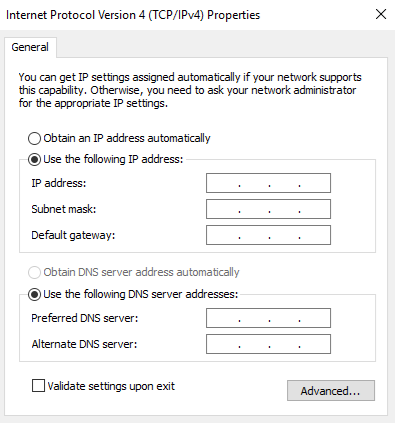 Internet Protocol Version 4 (TCP/IPv4) Properties
General
You can get IP settings assigned automatically if your network supports
this capability. Otherwise, you need to ask your network administrator
for the appropriate IP settings.
Obtain an IP address automatically
Use the following IP address:
IP address:
Subnet mask:
Default gateway:
Obtain DNS server address automatically
Use the following DNS server addresses:
Preferred DNS server:
Alternate DNS server:
Validate settings upon exit
Advanced...